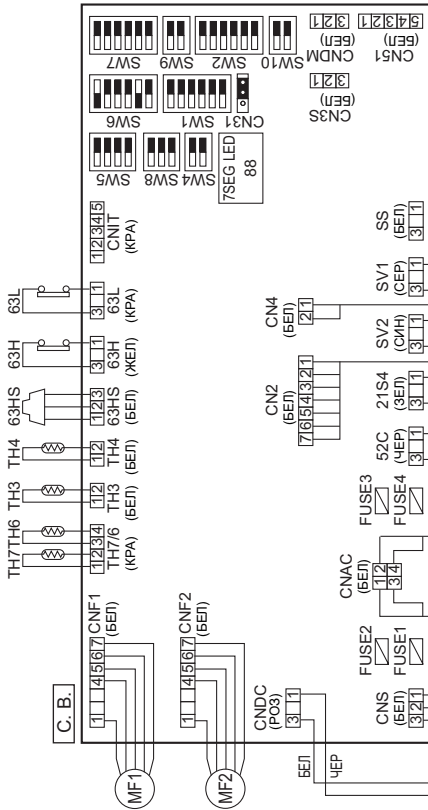 C. B.
TH7 TH6 TH3 TH4 63HS 63H 63L
1 2 3 4
TH7/6
(КРА)
1 2
TH3
(БЕЛ)
1 2
TH4
(БЕЛ)
1 2 3
63HS
(БЕЛ)
3 1
63H
(ЖЕЛ)
3 1
63L
(КРА)
1 2 3 4 5
CNIT
(КРА)
SW5
SW8
SW4
7SEG LED
88
SW6
SW1
CN31
SW7
SW9
SW2
SW10
3 2 1
(БЕЛ)
CNDM
3 2 1
(БЕЛ)
CN3S
5 4 3 2 1
(БЕЛ)
CN51
MF1
1 4 5 6 7
CNF1
(БЕЛ)
MF2
1 4 5 6 7
CNF2
(БЕЛ)
CNDC
(РОЗ)
3 1
БЕЛ
ЧЕР
CN2
(БЕЛ)
7 6 5 4 3 2 1
CN4
(БЕЛ)
2 1
CNS
(БЕЛ)
3 2 1
FUSE2
FUSE1
CNAC
(БЕЛ)
1 2
3 4
FUSE3
FUSE4
52C
(ЧЕР)
3 1
21S4
(ЗЕЛ)
3 1
SV2
(СИН)
3 1
SV1
(СЕР)
3 1
SS
(БЕЛ)
3 1